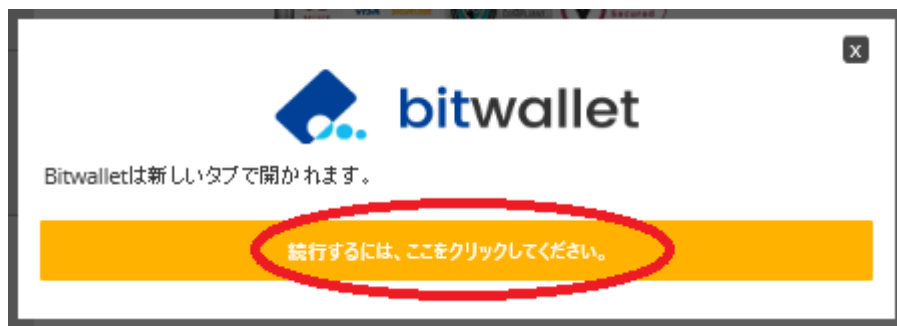 VISA
Secured
x
bitwallet
Bitwalletは新しいタブで開かれます。
続行するには、ここをクリックしてください。